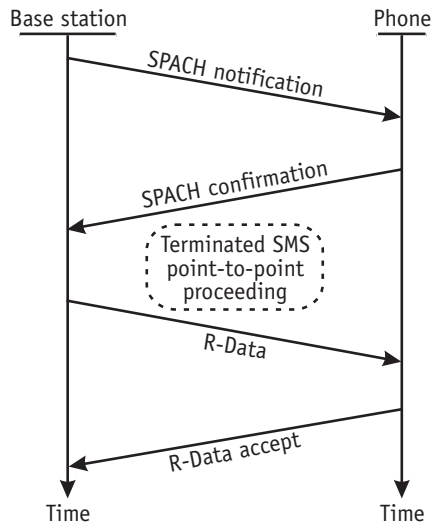 Base station
Phone
SPACH notification
SPACH confirmation
Terminated SMS
point-to-point
proceeding
R-Data
R-Data accept
Time
Time